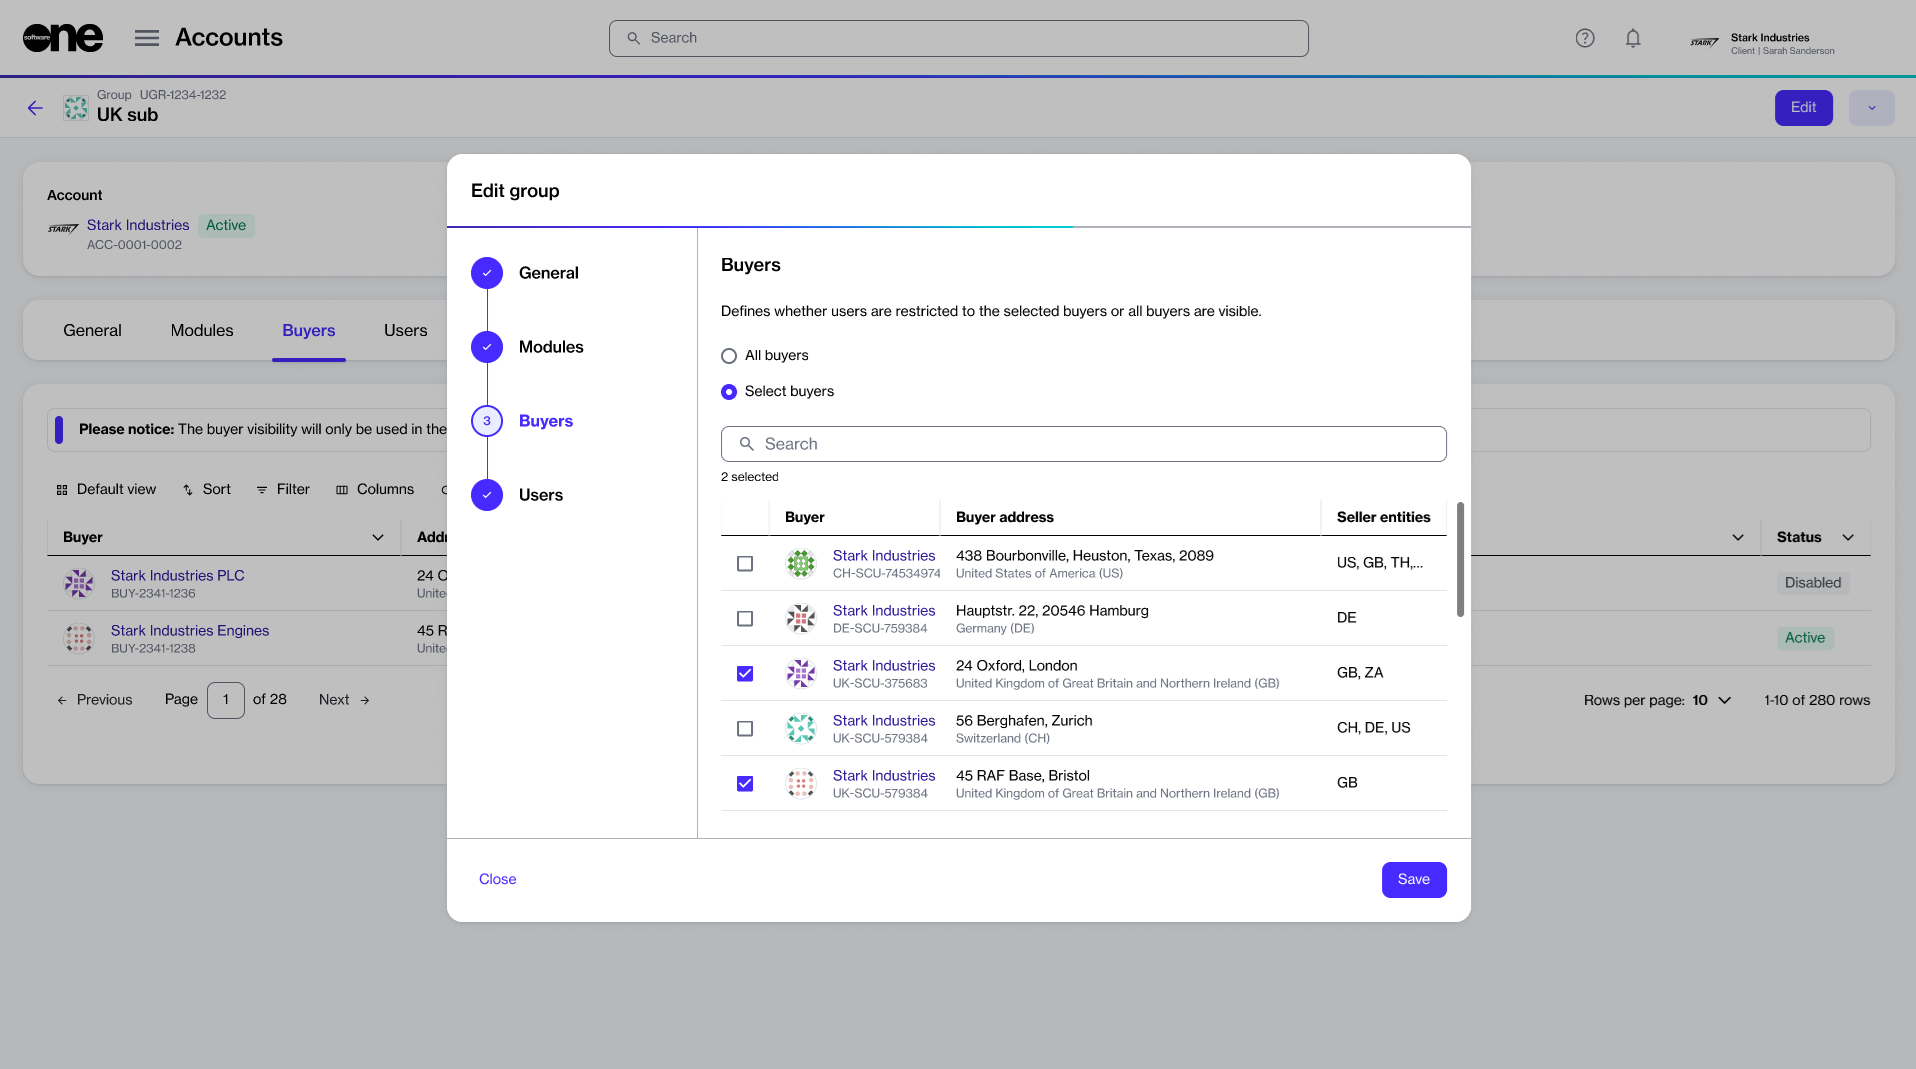 software one
Accounts
Search
Stark Industries
Client | Sarah Sanderson
STARK
Group UGR-1234-1232
UK sub
Edit
Account
STARK
Stark Industries
Active
ACC-0001-0002
General
Modules
Buyers
Users
Please notice: The buyer visibility will only be used in the
Default view
Sort
Filter
Columns
Buyer
Addr
Status
Stark Industries PLC
BUY-2341-1236
24 O
Unite
Disabled
Stark Industries Engines
BUY-2341-1238
45 R
Unite
Active
Previous
Page 1 of 28
Next
Rows per page: 10
1-10 of 280 rows
Edit group
General
Modules
3 Buyers
Users
Buyers
Defines whether users are restricted to the selected buyers or all buyers are visible.
All buyers
Select buyers
Search
2 selected
Buyer
Buyer address
Seller entities
Stark Industries
CH-SCU-74534974
438 Bourbonville, Heuston, Texas, 2089
United States of America (US)
US, GB, TH,...
Stark Industries
DE-SCU-759384
Hauptstr. 22, 20546 Hamburg
Germany (DE)
DE
Stark Industries
UK-SCU-375683
24 Oxford, London
United Kingdom of Great Britain and Northern Ireland (GB)
GB, ZA
Stark Industries
UK-SCU-579384
56 Berghafen, Zurich
Switzerland (CH)
CH, DE, US
Stark Industries
UK-SCU-579384
45 RAF Base, Bristol
United Kingdom of Great Britain and Northern Ireland (GB)
GB
Close
Save